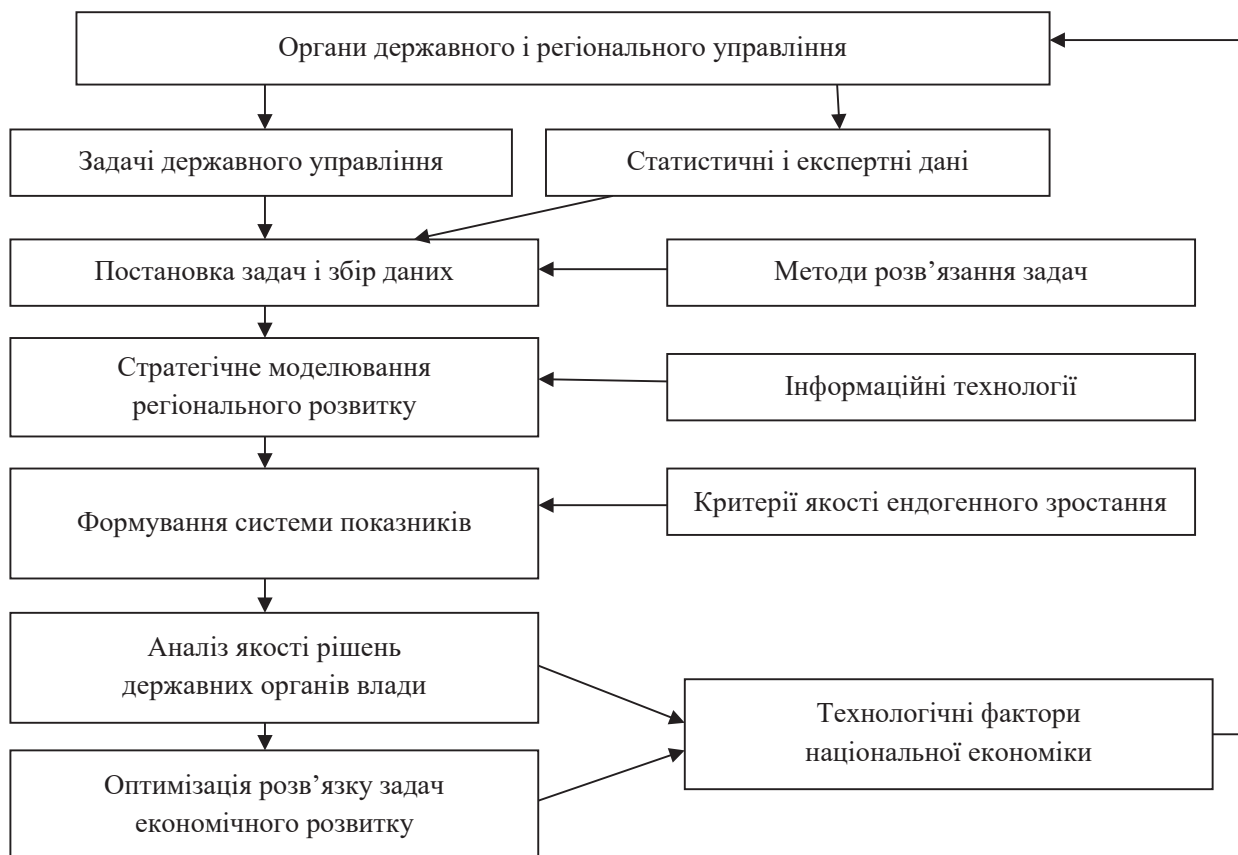 Органи державного і регіонального управління
Задачі державного управління
Статистичні і експертні дані
Постановка задач і збір даних
Методи розв’язання задач
Стратегічне моделювання
регіонального розвитку
Інформаційні технології
Формування системи показників
Критерії якості ендогенного зростання
Аналіз якості рішень
державних органів влади
Технологічні фактори
національної економіки
Оптимізація розв’язку задач
економічного розвитку